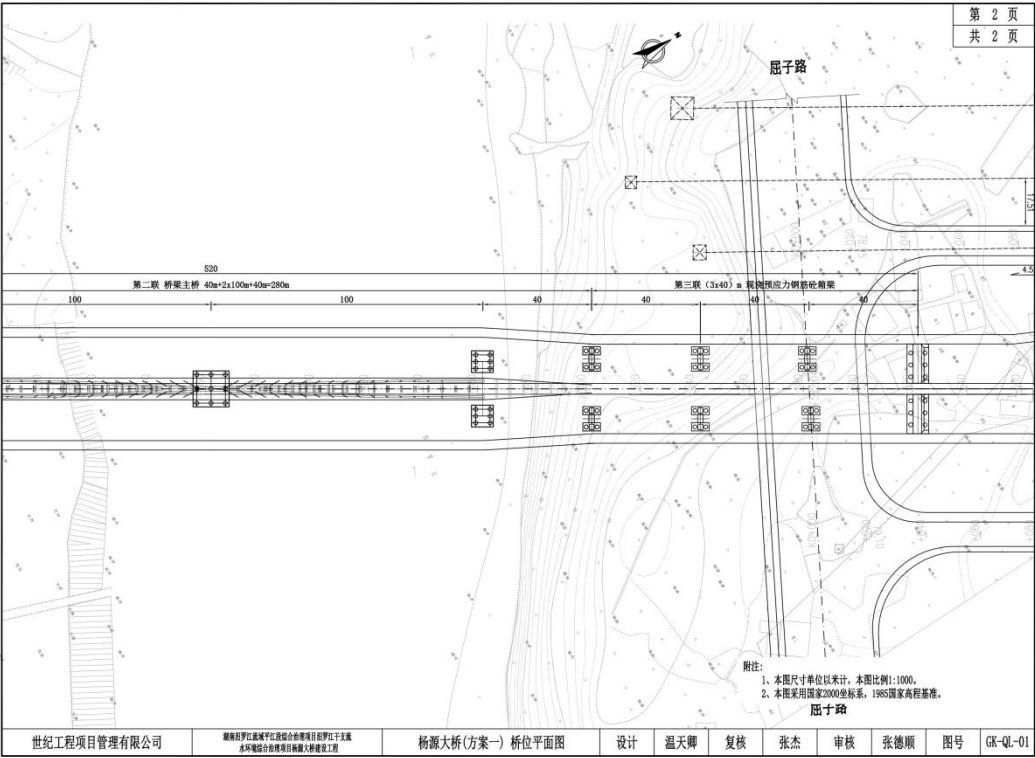 第 2 页
共 2 页
N
屈子路
17.5
520
4.5
第二联 桥梁主桥 40m+2x100m+40m=280m
第三联（3x40）m 现浇预应力钢筋砼箱梁
100
100
40
40
40
40
附注:
1、本图尺寸单位以米计，本图比例1:1000。
2、本图采用国家2000坐标系，1985国家高程基准。
屈子路
世纪工程项目管理有限公司
湖南汨罗江流域平江段综合治理项目汨罗江干支流
水环境综合治理项目杨源大桥建设工程
杨源大桥(方案一) 桥位平面图
设计
温天卿
复核
张杰
审核
张德顺
图号
GK-QL-01